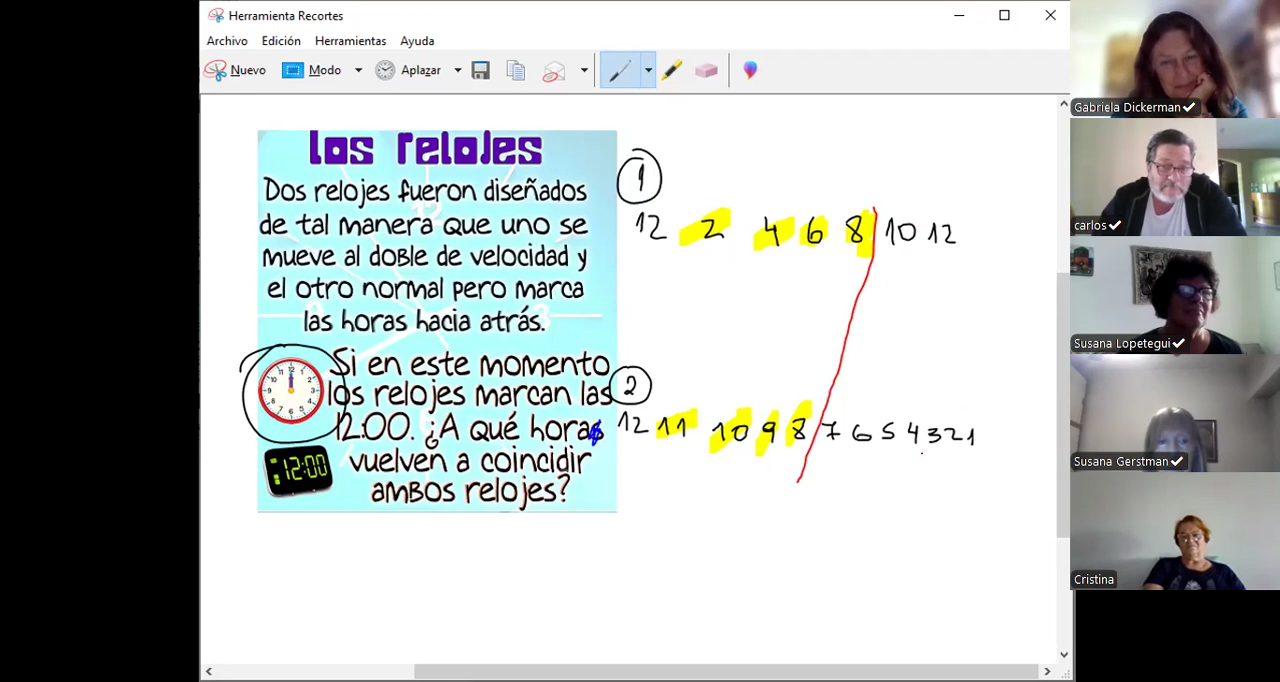 Herramienta Recortes
Archivo Edición Herramientas Ayuda
Nuevo Modo Aplazar
LOS RELOJES
Dos relojes fueron diseñados
de tal manera que uno se
mueve al doble de velocidad y
el otro normal pero marca
las horas hacia atrás.
Si en este momento
los relojes marcan las
12:00. ¿A qué horas
vuelven a coincidir
ambos relojes?
12:00
1
12 2 4 6 8 10 12
2
12 11 10 9 8 7 6 5 4 3 2 1
Gabriela Dickerman
carlos
Susana Lopetegui
Susana Gerstman
Cristina